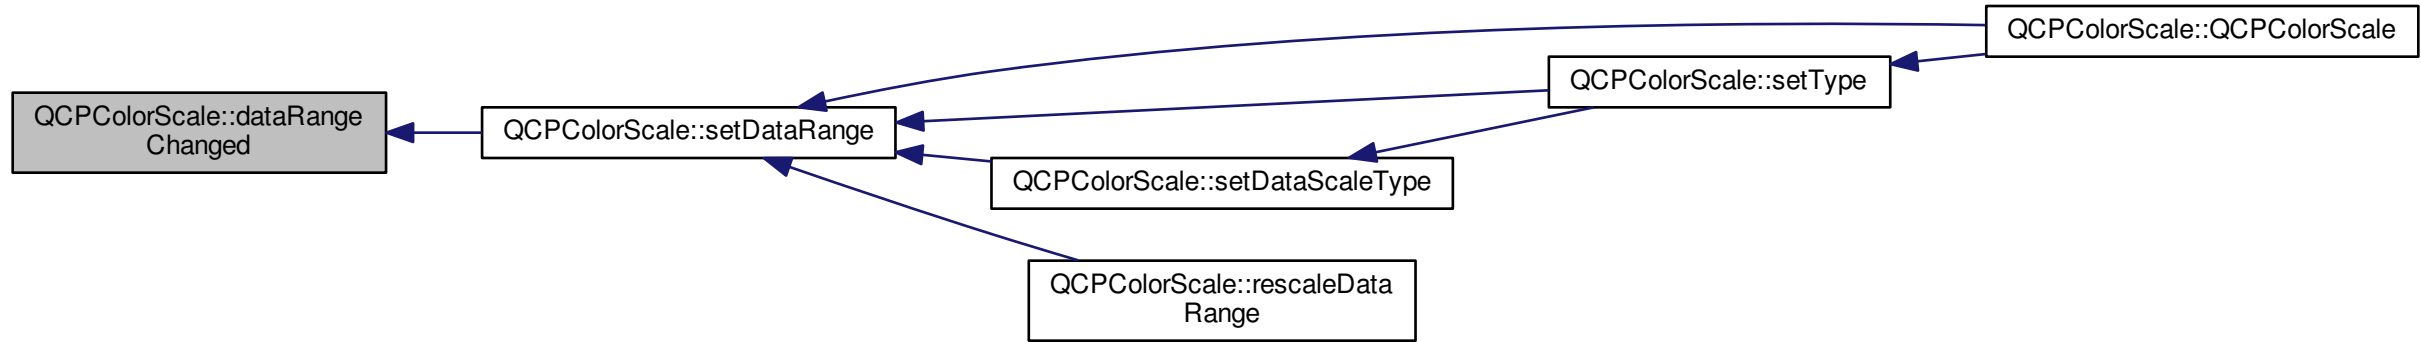 QCPColorScale::dataRange
Changed
QCPColorScale::setDataRange
QCPColorScale::QCPColorScale
QCPColorScale::setType
QCPColorScale::setDataScaleType
QCPColorScale::rescaleData
Range